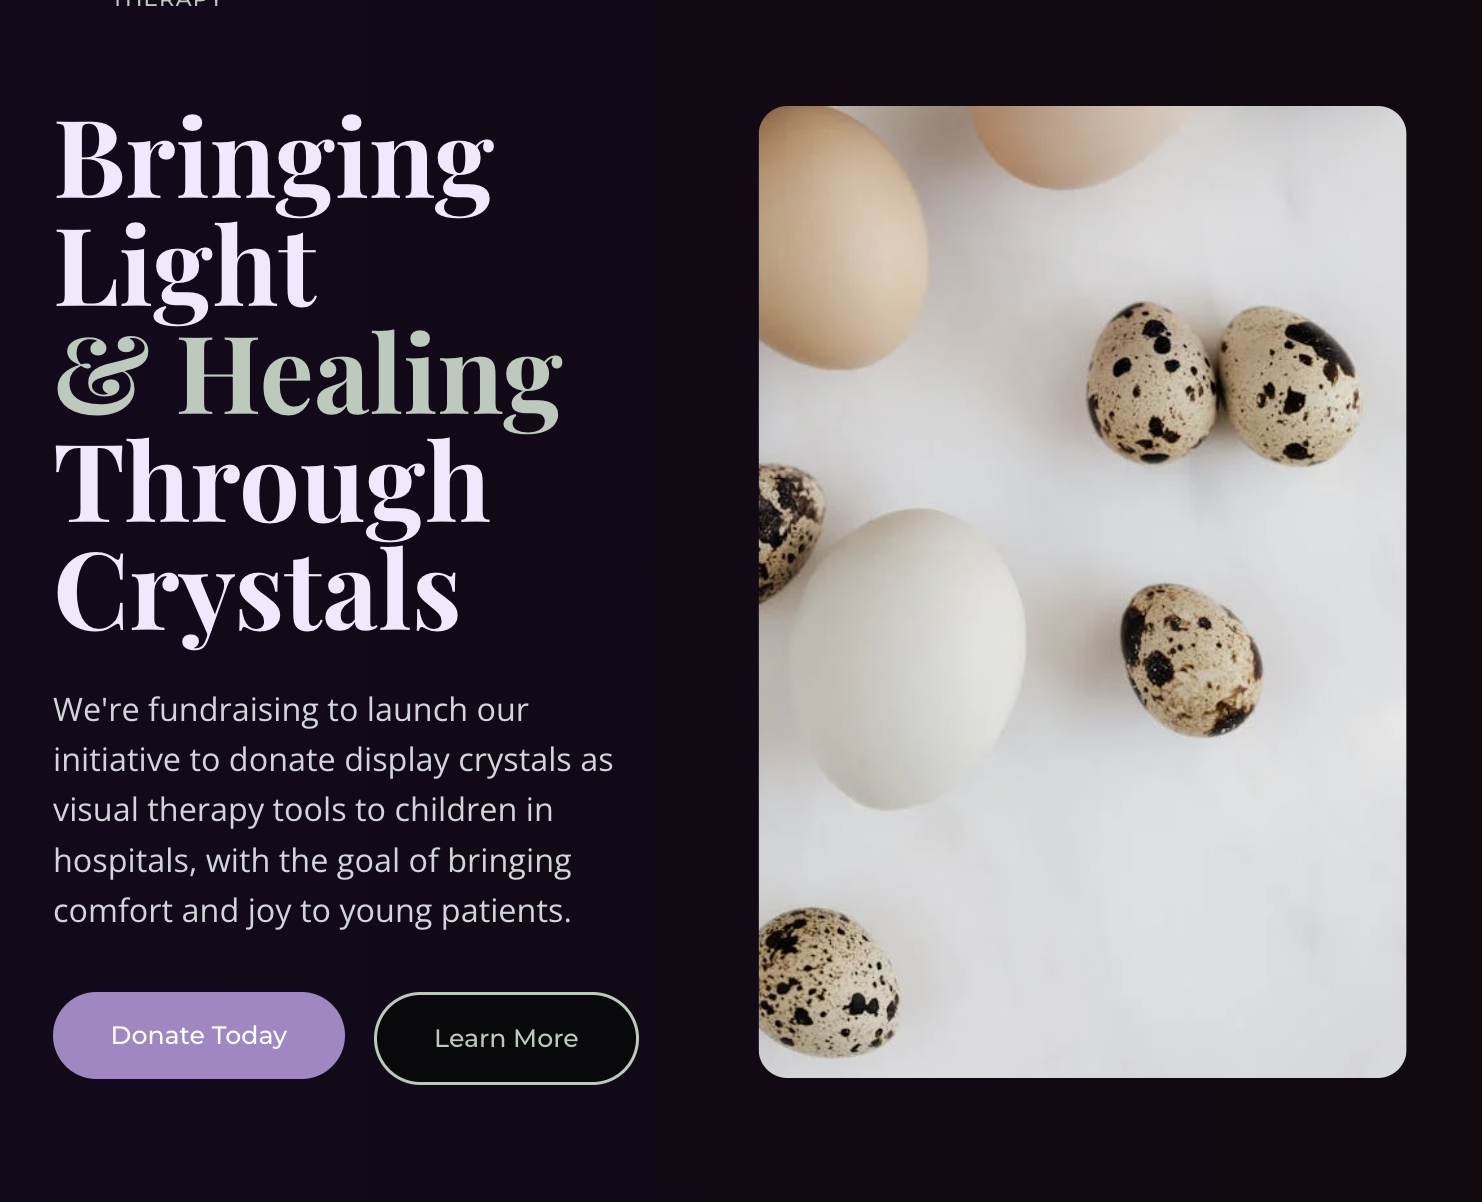 THERAPY
Bringing
Light
& Healing
Through
Crystals
We're fundraising to launch our
initiative to donate display crystals as
visual therapy tools to children in
hospitals, with the goal of bringing
comfort and joy to young patients.
Donate Today
Learn More